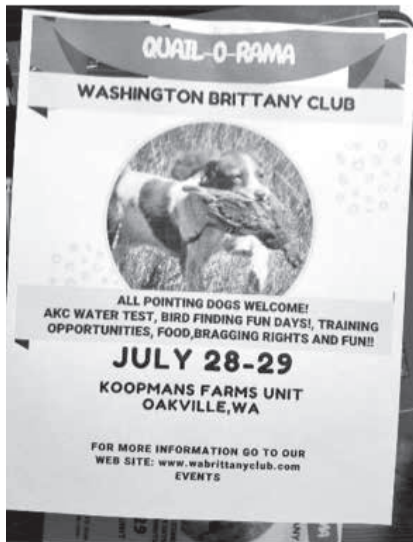 QUAIL-O-RAMA
WASHINGTON BRITTANY CLUB
ALL POINTING DOGS WELCOME!
AKC WATER TEST, BIRD FINDING FUN DAYS!, TRAINING
OPPORTUNITIES, FOOD,BRAGGING RIGHTS AND FUN!!
JULY 28-29
KOOPMANS FARMS UNIT
OAKVILLE,WA
FOR MORE INFORMATION GO TO OUR
WEB SITE: www.wabrittanyclub.com
EVENTS